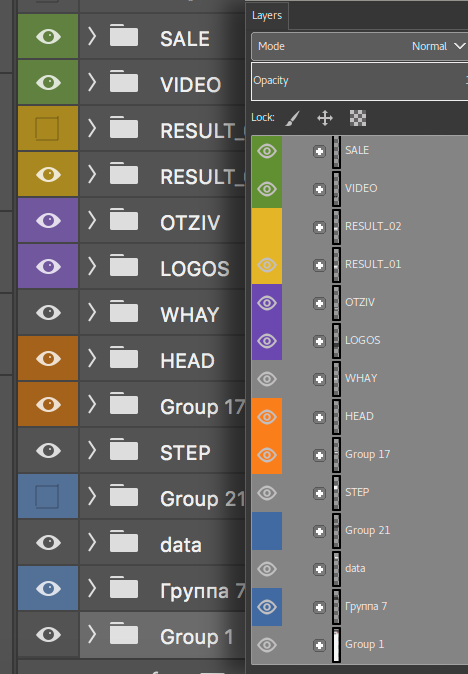 SALE
VIDEO
RESULT_
RESULT_
OTZIV
LOGOS
WHAY
HEAD
Group 17
STEP
Group 21
data
Группа 7
Group 1
Layers
Mode Normal
Opacity
Lock:
SALE
VIDEO
RESULT_02
RESULT_01
OTZIV
LOGOS
WHAY
HEAD
Group 17
STEP
Group 21
data
Группа 7
Group 1